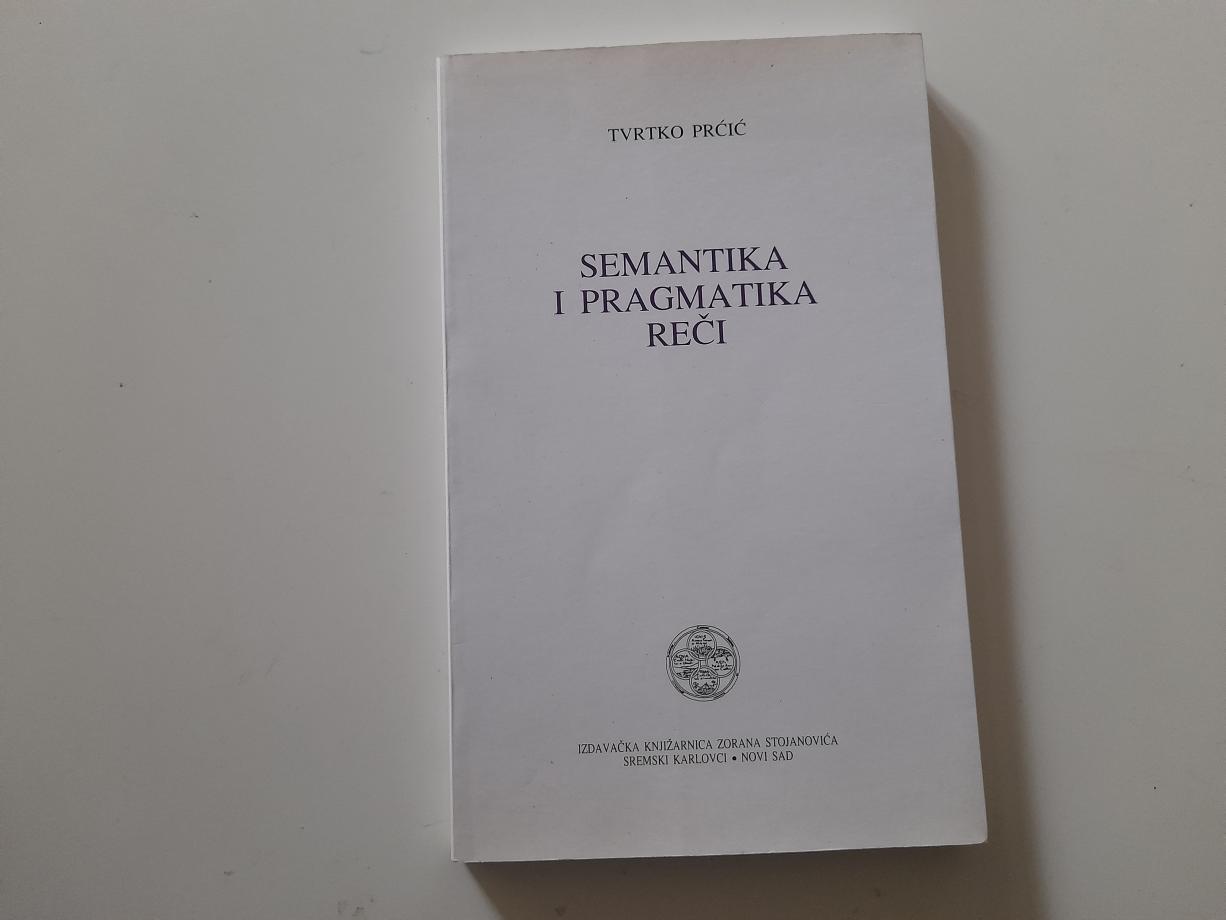 TVRTKO PRĆIĆ
SEMANTIKA
I PRAGMATIKA
REČI
IZDAVAČKA KNJIŽARNICA ZORANA STOJANOVIĆA
SREMSKI KARLOVCI • NOVI SAD